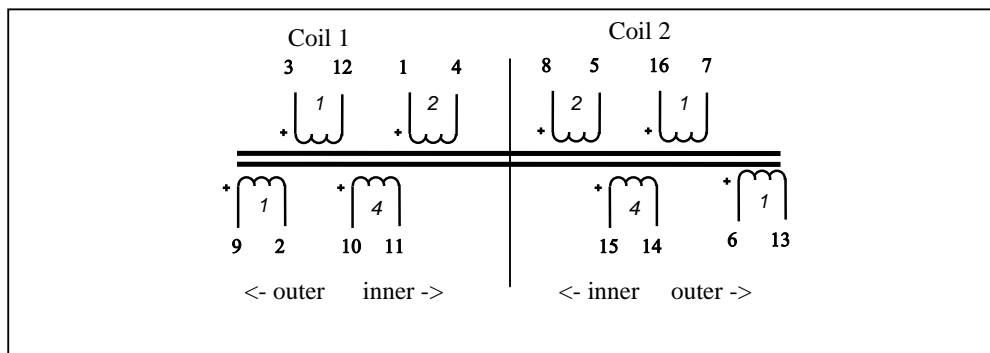 Coil 1 Coil 2
3 12 1 4 8 5 16 7
1 2 2 1
+ + + +
+ + + +
1 4 4 1
9 2 10 11 15 14 6 13
<- outer inner -> <- inner outer ->